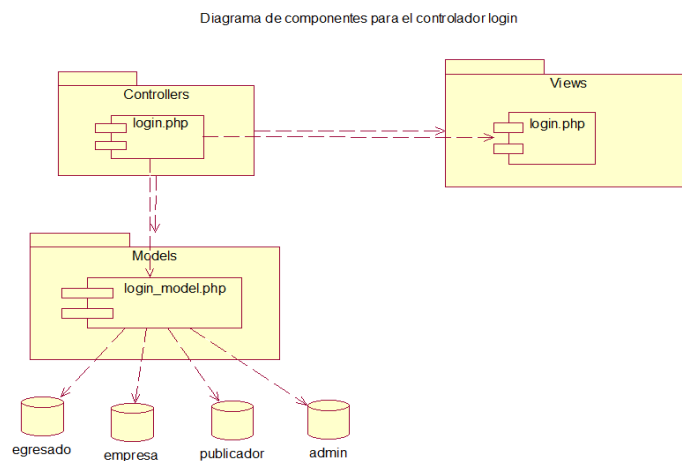 Diagrama de componentes para el controlador login
Controllers
login.php
Views
login.php
Models
login_model.php
egresado
empresa
publicador
admin